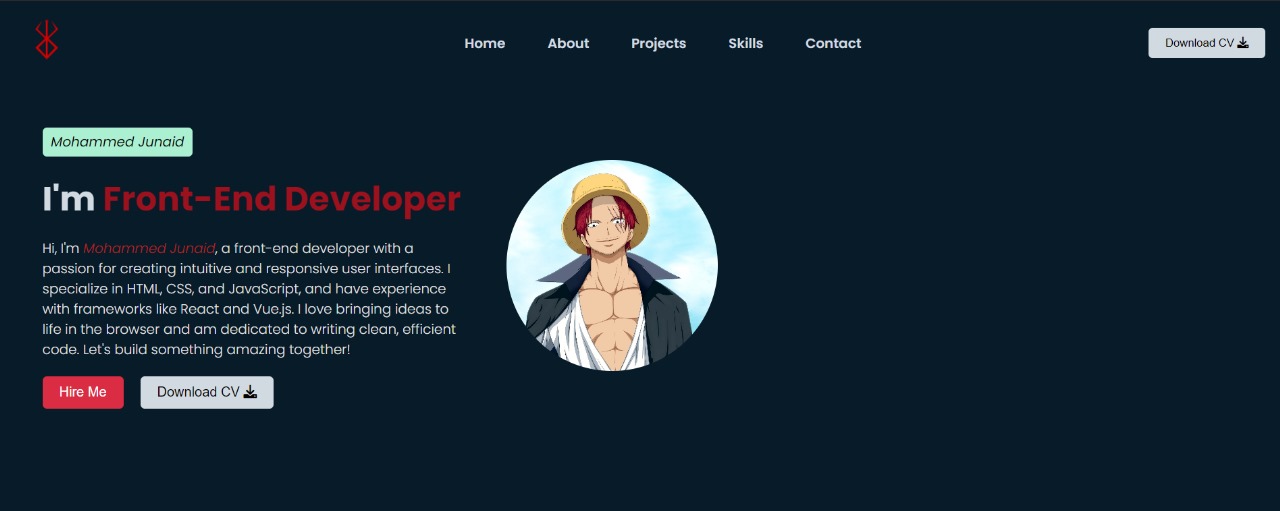 Home About Projects Skills Contact Download CV
Mohammed Junaid
I'm Front-End Developer
Hi, I'm Mohammed Junaid, a front-end developer with a
passion for creating intuitive and responsive user interfaces. I
specialize in HTML, CSS, and JavaScript, and have experience
with frameworks like React and Vue.js. I love bringing ideas to
life in the browser and am dedicated to writing clean, efficient
code. Let's build something amazing together!
Hire Me Download CV